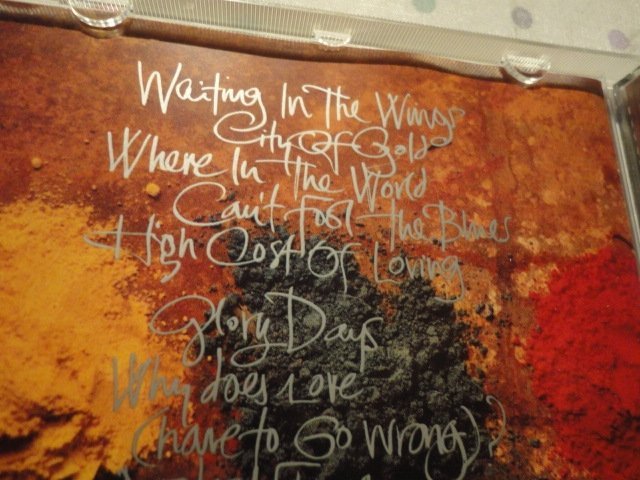 Waiting In The Wings
City Of Gold
Where In The World
Can't Fool The Blues
High Cost Of Loving
Glory Days
Why does Love
(have to Go wrong)?